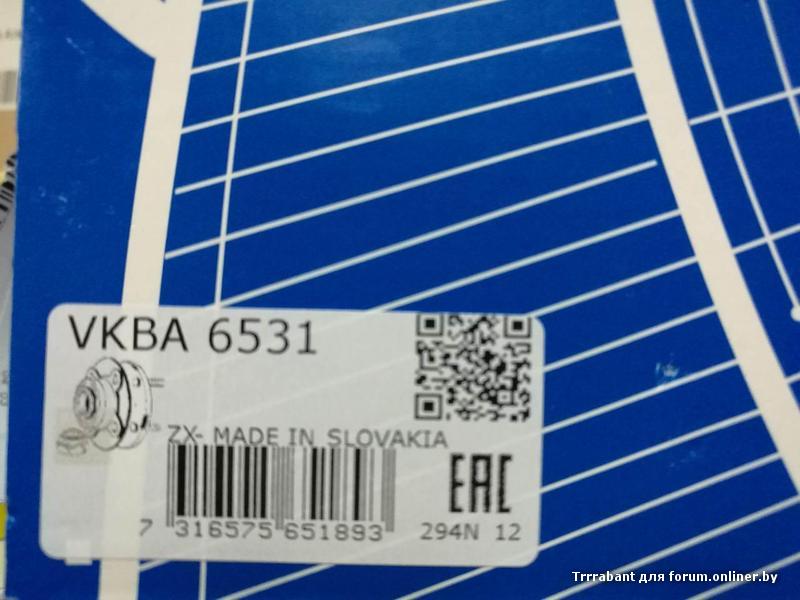 VKBA 6531
ZX- MADE IN SLOVAKIA
EAC
7 316575 651893
294N 12
Trrrabant для forum.onliner.by